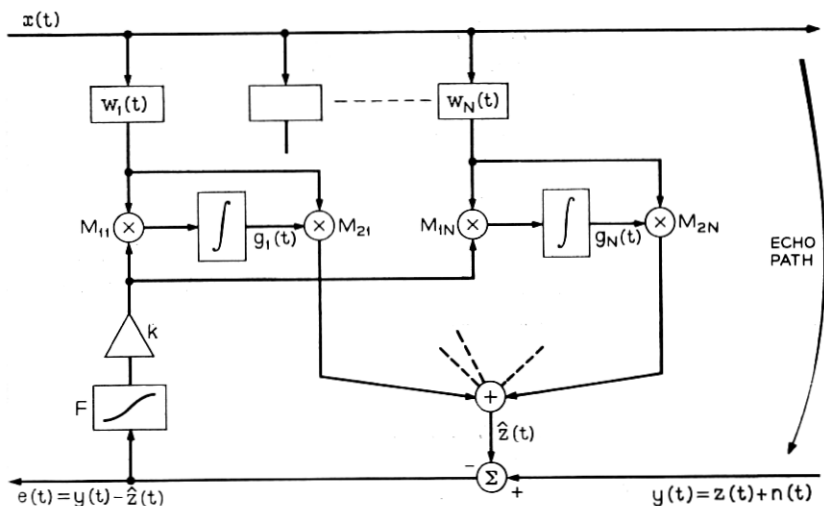 x(t)
w₁(t)
w_N(t)
M₁₁
×
∫
g₁(t)
×
M₂₁
M₁N
×
∫
g_N(t)
×
M₂N
ECHO
PATH
k
F
+
ẑ(t)
−
Σ
+
e(t)=y(t)-ẑ(t)
y(t)=z(t)+n(t)